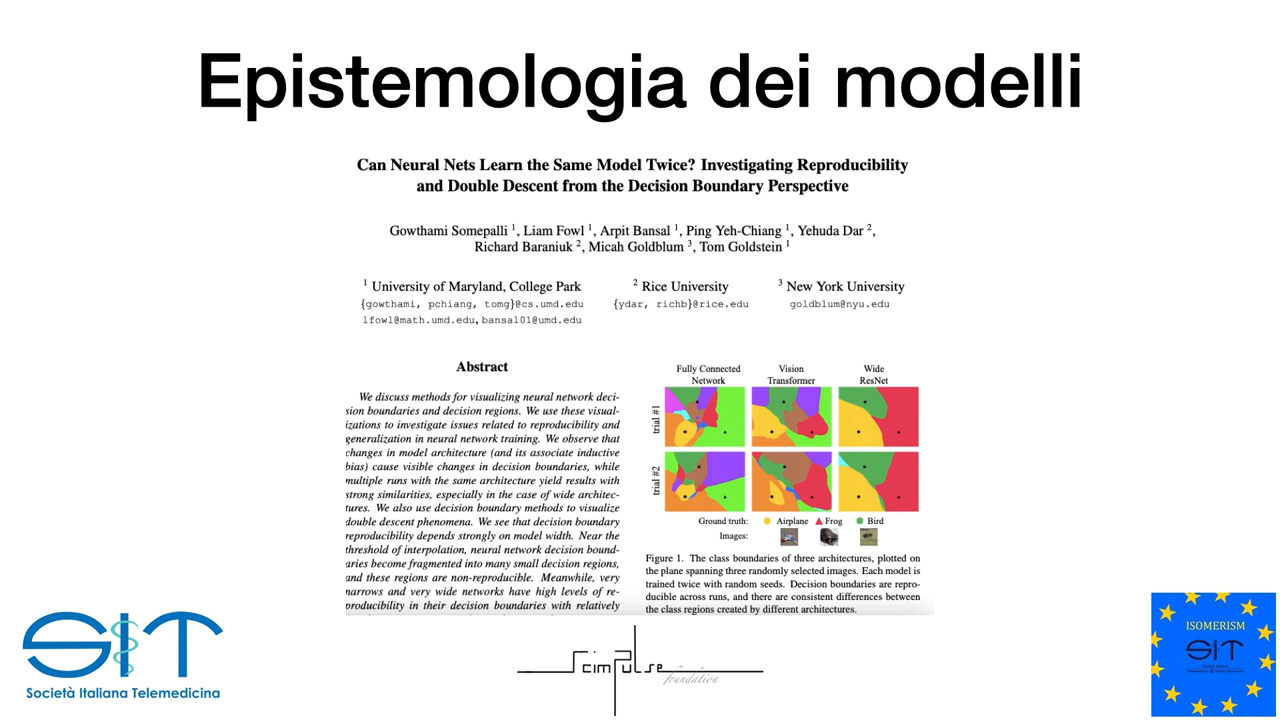 Epistemologia dei modelli
Can Neural Nets Learn the Same Model Twice? Investigating Reproducibility
and Double Descent from the Decision Boundary Perspective
Gowthami Somepalli 1, Liam Fowl 1, Arpit Bansal 1, Ping Yeh-Chiang 1, Yehuda Dar 2,
Richard Baraniuk 2, Micah Goldblum 3, Tom Goldstein 1
1 University of Maryland, College Park
{gowthami, pchiang, tomg}@cs.umd.edu
lfowl@math.umd.edu, bansal01@umd.edu
2 Rice University
{ydar, richb}@rice.edu
3 New York University
goldblum@nyu.edu
Abstract
We discuss methods for visualizing neural network deci-
sion boundaries and decision regions. We use these visual-
izations to investigate issues related to reproducibility and
generalization in neural network training. We observe that
changes in model architecture (and its associate inductive
bias) cause visible changes in decision boundaries, while
multiple runs with the same architecture yield results with
strong similarities, especially in the case of wide architec-
tures. We also use decision boundary methods to visualize
double descent phenomena. We see that decision boundary
reproducibility depends strongly on model width. Near the
threshold of interpolation, neural network decision bound-
aries become fragmented into many small decision regions,
and these regions are non-reproducible. Meanwhile, very
narrows and very wide networks have high levels of re-
producibility in their decision boundaries with relatively
Fully Connected
Network
Vision
Transformer
Wide
ResNet
trial #1
trial #2
Ground truth: Airplane Frog Bird
Images:
Figure 1. The class boundaries of three architectures, plotted on
the plane spanning three randomly selected images. Each model is
trained twice with random seeds. Decision boundaries are repro-
ducible across runs, and there are consistent differences between
the class regions created by different architectures.
SIT
Società Italiana Telemedicina
Scimpulse
foundation
ISOMERISM
SIT